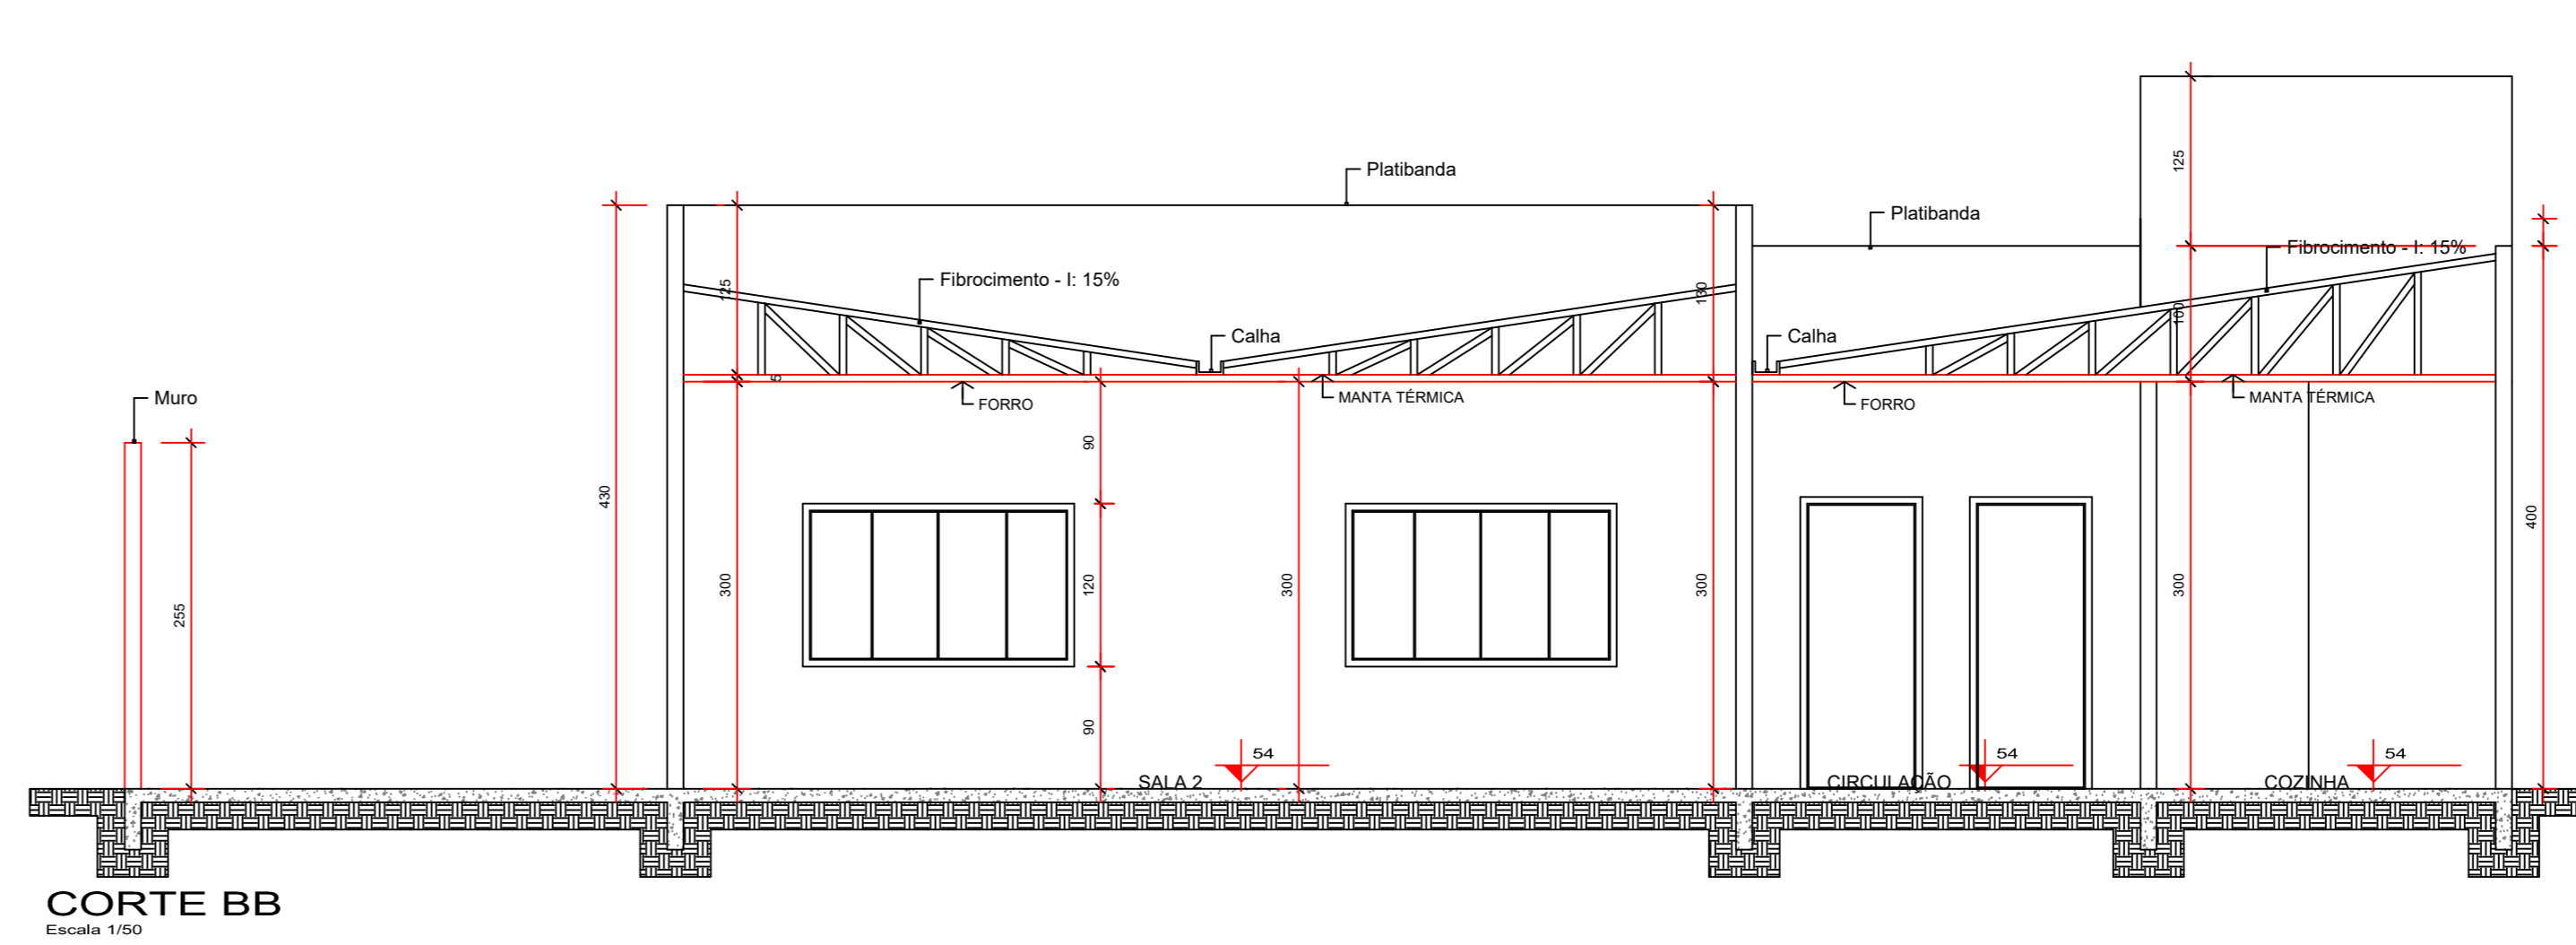 125
Platibanda
Platibanda
Fibrocimento - I: 15%
Fibrocimento - I: 15%
125
130
100
Calha
Calha
5
Muro
FORRO
MANTA TÉRMICA
FORRO
MANTA TÉRMICA
90
430
400
255
300
120
300
300
300
90
54
54
54
SALA 2
CIRCULAÇÃO
COZINHA
CORTE BB
Escala 1/50